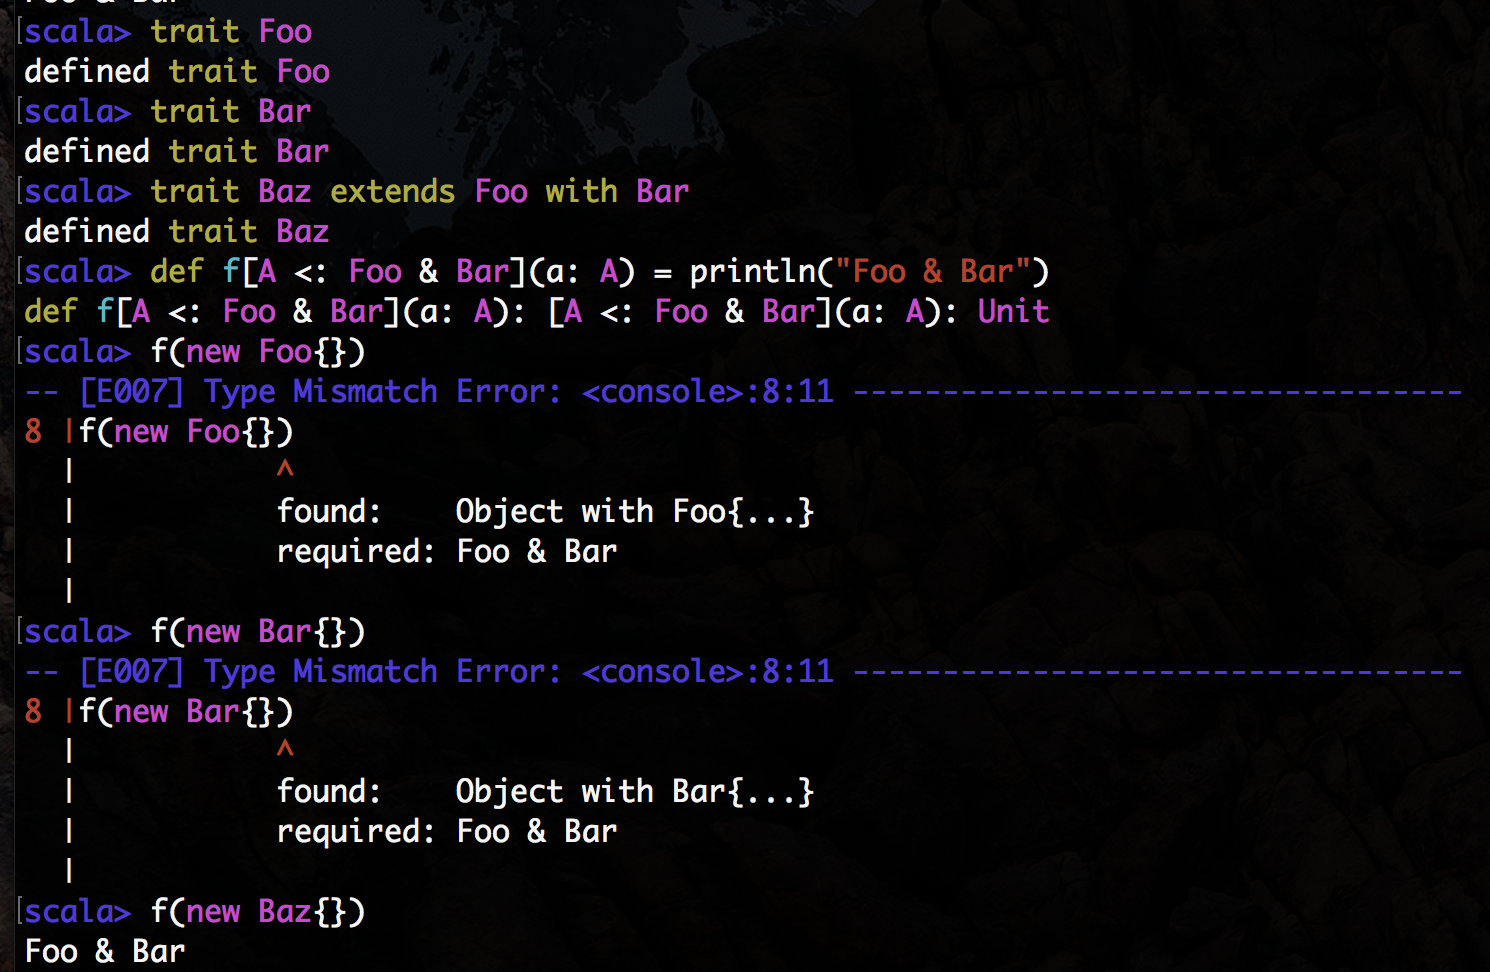 Foo & Bar
[scala> trait Foo
defined trait Foo
[scala> trait Bar
defined trait Bar
[scala> trait Baz extends Foo with Bar
defined trait Baz
[scala> def f[A <: Foo & Bar](a: A) = println("Foo & Bar")
def f[A <: Foo & Bar](a: A): [A <: Foo & Bar](a: A): Unit
[scala> f(new Foo{})
-- [E007] Type Mismatch Error: <console>:8:11 ----------------------------------
8 |f(new Foo{})
  |           ^
  |           found:    Object with Foo{...}
  |           required: Foo & Bar
  |
[scala> f(new Bar{})
-- [E007] Type Mismatch Error: <console>:8:11 ----------------------------------
8 |f(new Bar{})
  |           ^
  |           found:    Object with Bar{...}
  |           required: Foo & Bar
  |
[scala> f(new Baz{})
Foo & Bar